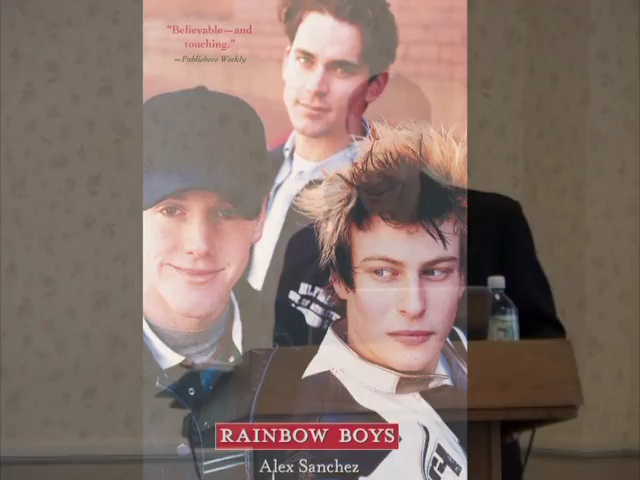 "Believable—and
touching."
—Publishers Weekly
RAINBOW BOYS
Alex Sanchez